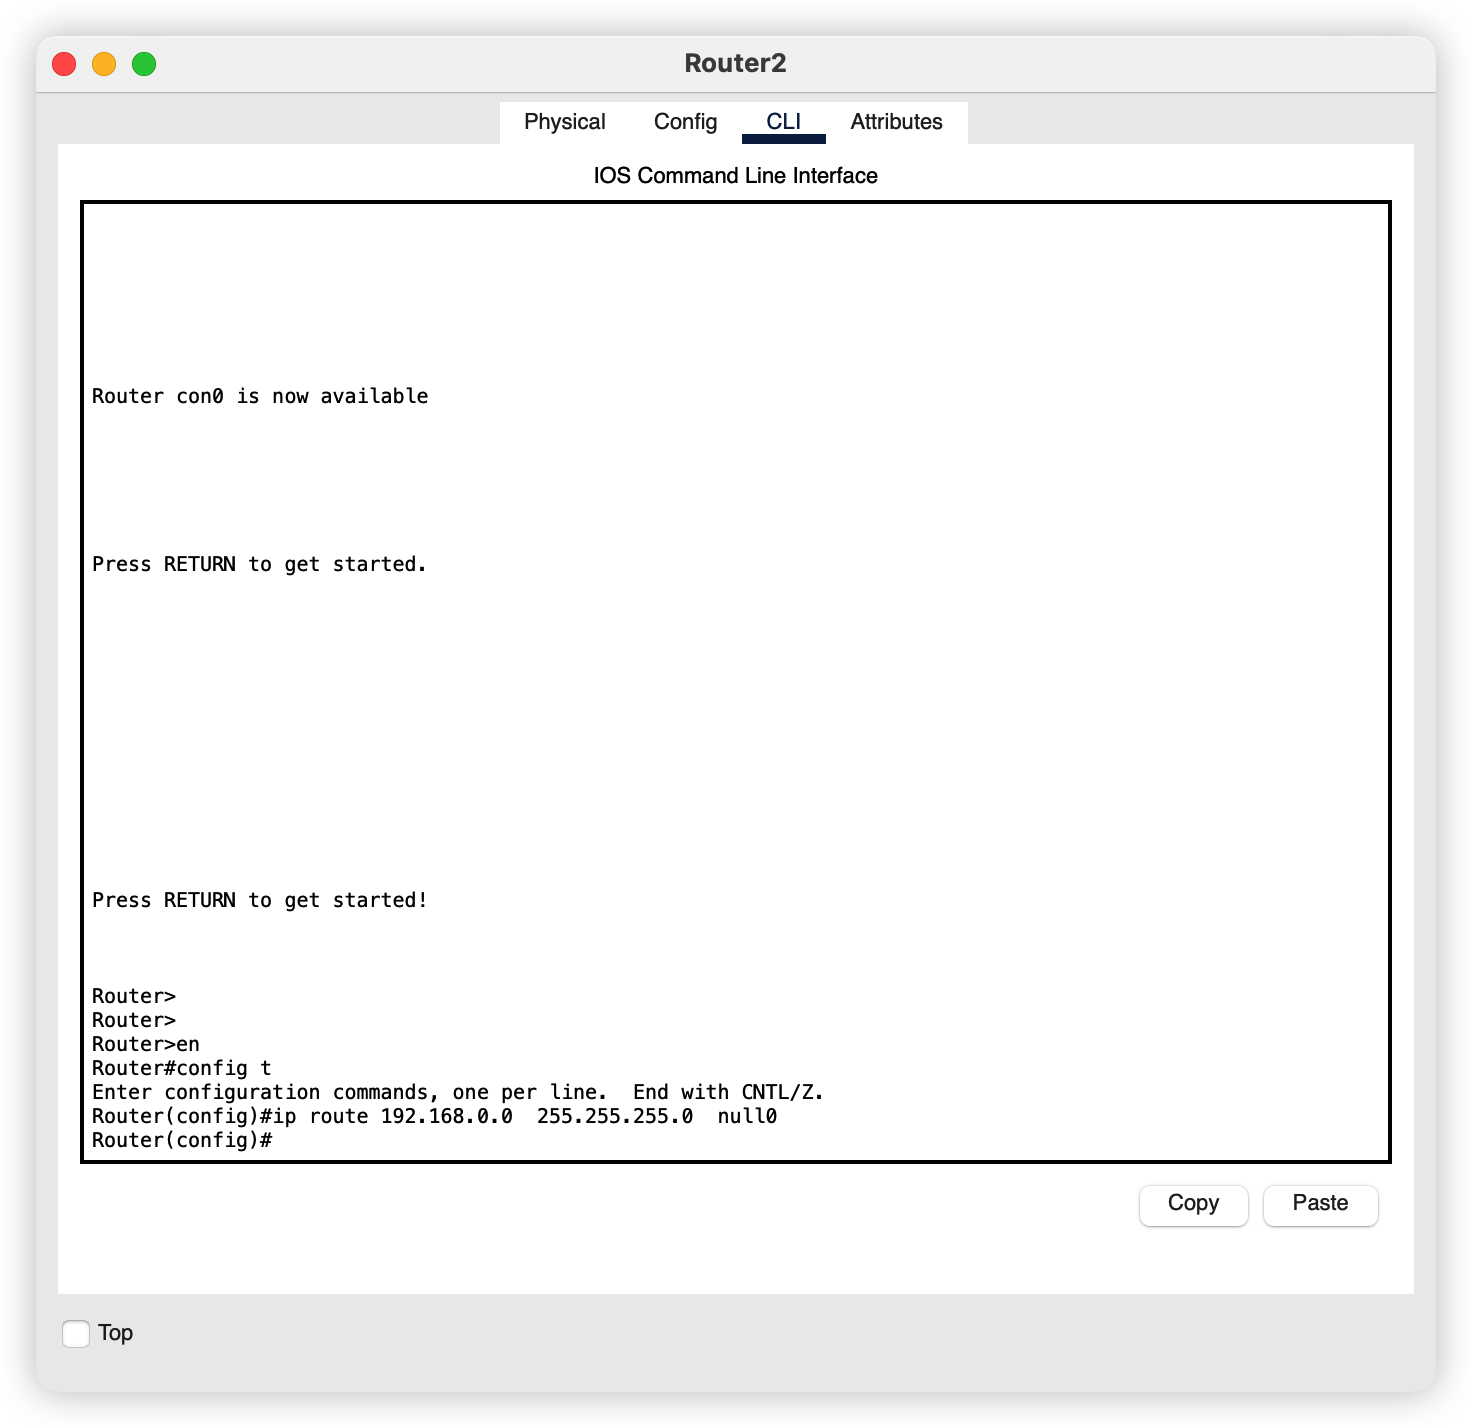 Router2
Physical Config CLI Attributes
IOS Command Line Interface
Router con0 is now available
Press RETURN to get started.
Press RETURN to get started!
Router>
Router>
Router>en
Router#config t
Enter configuration commands, one per line.  End with CNTL/Z.
Router(config)#ip route 192.168.0.0  255.255.255.0  null0
Router(config)#
Copy Paste
Top